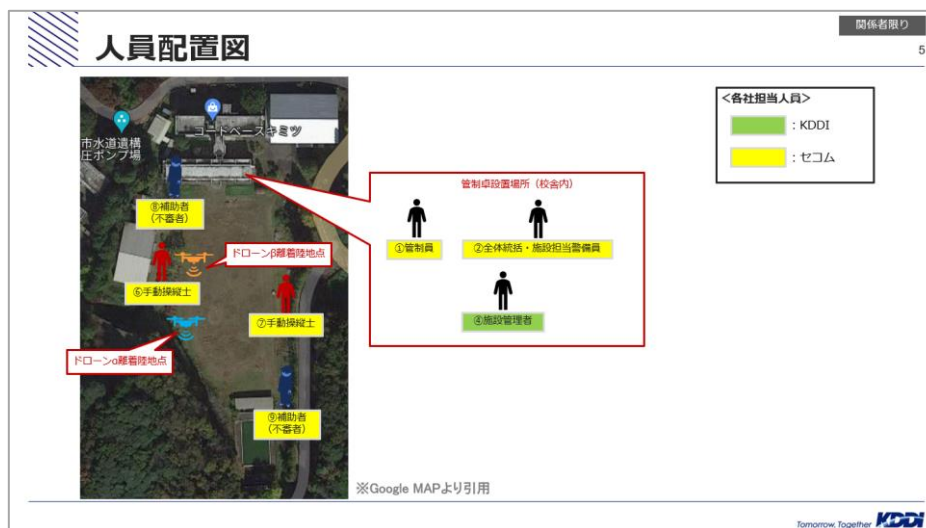 関係者限り
人員配置図
5
コードベースキミツ
市水道遺構
圧ポンプ場
⑧補助者
(不審者)
ドローンβ離着陸地点
⑥手動操縦士
⑦手動操縦士
ドローンα離着陸地点
⑨補助者
(不審者)
管制卓設置場所（校舎内）
①管制員
②全体統括・施設担当警備員
④施設管理者
<各社担当人員>
：KDDI
：セコム
※Google MAPより引用
Tomorrow, Together KDDI